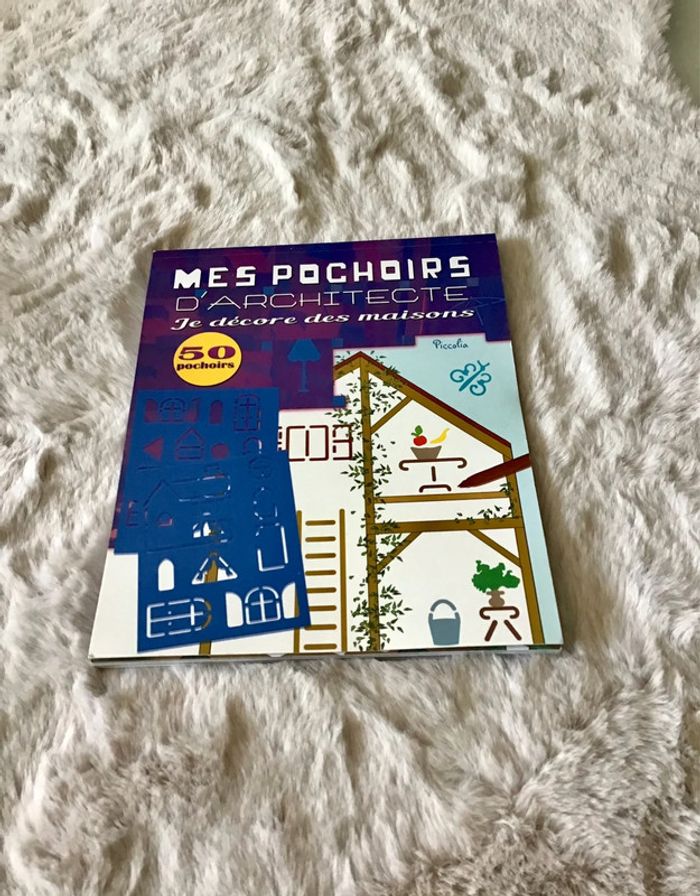 MES POCHOIRS
D'ARCHITECTE
Je décore des maisons
50
pochoirs
Piccolia